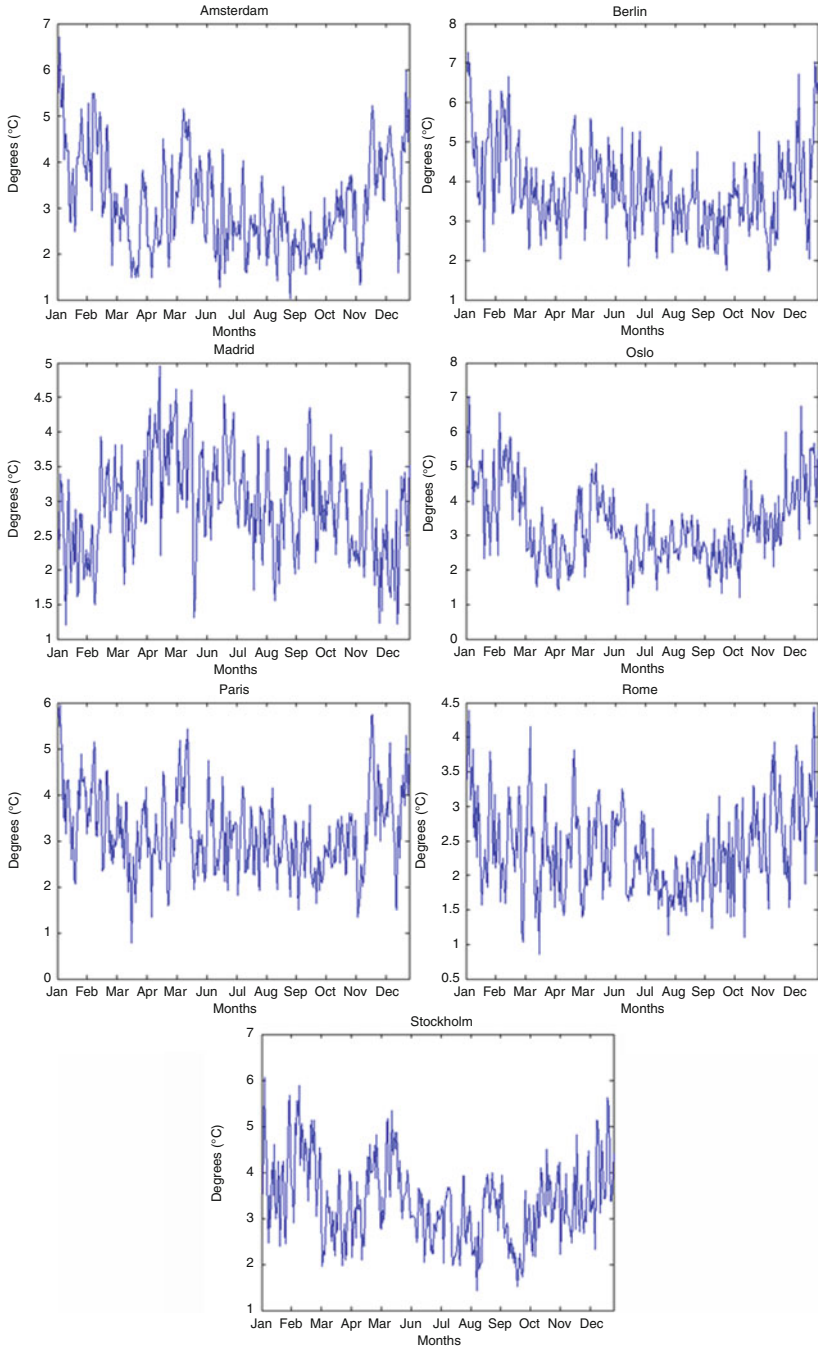 Amsterdam
Degrees (°C)
7
6
5
4
3
2
1
Jan Feb Mar Apr Mar Jun Jul Aug Sep Oct Nov Dec
Months
Berlin
Degrees (°C)
8
7
6
5
4
3
2
1
Jan Feb Mar Apr Mar Jun Jul Aug Sep Oct Nov Dec
Months
Madrid
Degrees (°C)
5
4.5
4
3.5
3
2.5
2
1.5
1
Jan Feb Mar Apr Mar Jun Jul Aug Sep Oct Nov Dec
Months
Oslo
Degrees (°C)
8
7
6
5
4
3
2
1
0
Jan Feb Mar Apr Mar Jun Jul Aug Sep Oct Nov Dec
Months
Paris
Degrees (°C)
6
5
4
3
2
1
0
Jan Feb Mar Apr Mar Jun Jul Aug Sep Oct Nov Dec
Months
Rome
Degrees (°C)
4.5
4
3.5
3
2.5
2
1.5
1
0.5
Jan Feb Mar Apr Mar Jun Jul Aug Sep Oct Nov Dec
Months
Stockholm
Degrees (°C)
7
6
5
4
3
2
1
Jan Feb Mar Apr Mar Jun Jul Aug Sep Oct Nov Dec
Months